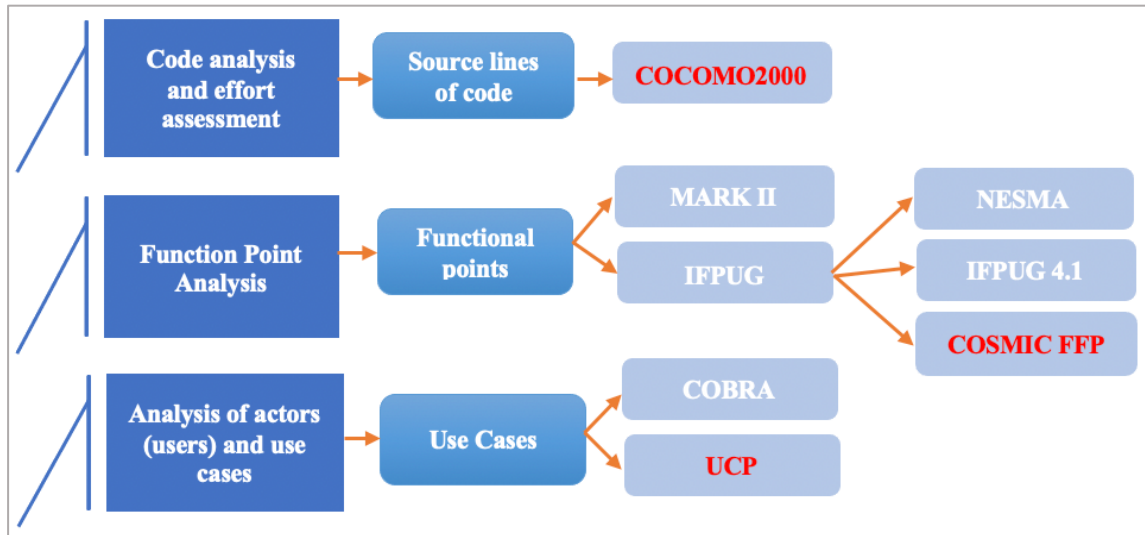 Code analysis
and effort
assessment
Source lines
of code
COCOMO2000
Function Point
Analysis
Functional
points
MARK II
IFPUG
NESMA
IFPUG 4.1
COSMIC FFP
Analysis of actors
(users) and use
cases
Use Cases
COBRA
UCP